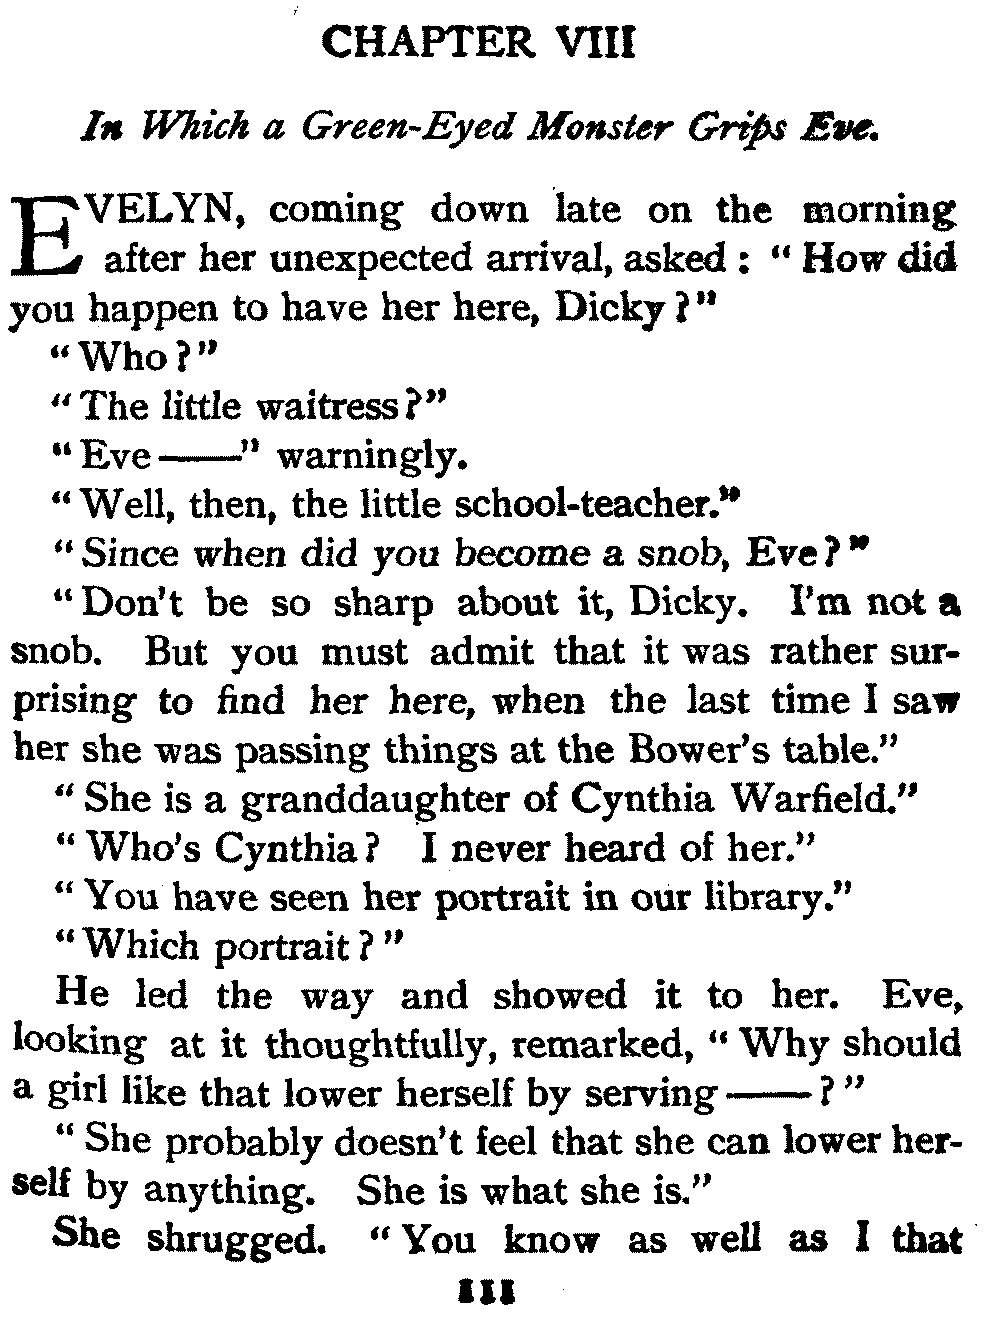 CHAPTER VIII
In Which a Green-Eyed Monster Grips Eve.
EVELYN, coming down late on the morning
after her unexpected arrival, asked: "How did
you happen to have her here, Dicky?"
"Who?"
"The little waitress?"
"Eve——" warningly.
"Well, then, the little school-teacher."
"Since when did you become a snob, Eve?"
"Don't be so sharp about it, Dicky. I'm not a
snob. But you must admit that it was rather sur-
prising to find her here, when the last time I saw
her she was passing things at the Bower's table."
"She is a granddaughter of Cynthia Warfield."
"Who's Cynthia? I never heard of her."
"You have seen her portrait in our library."
"Which portrait?"
He led the way and showed it to her. Eve,
looking at it thoughtfully, remarked, "Why should
a girl like that lower herself by serving——?"
"She probably doesn't feel that she can lower her-
self by anything. She is what she is."
She shrugged. "You know as well as I that
111